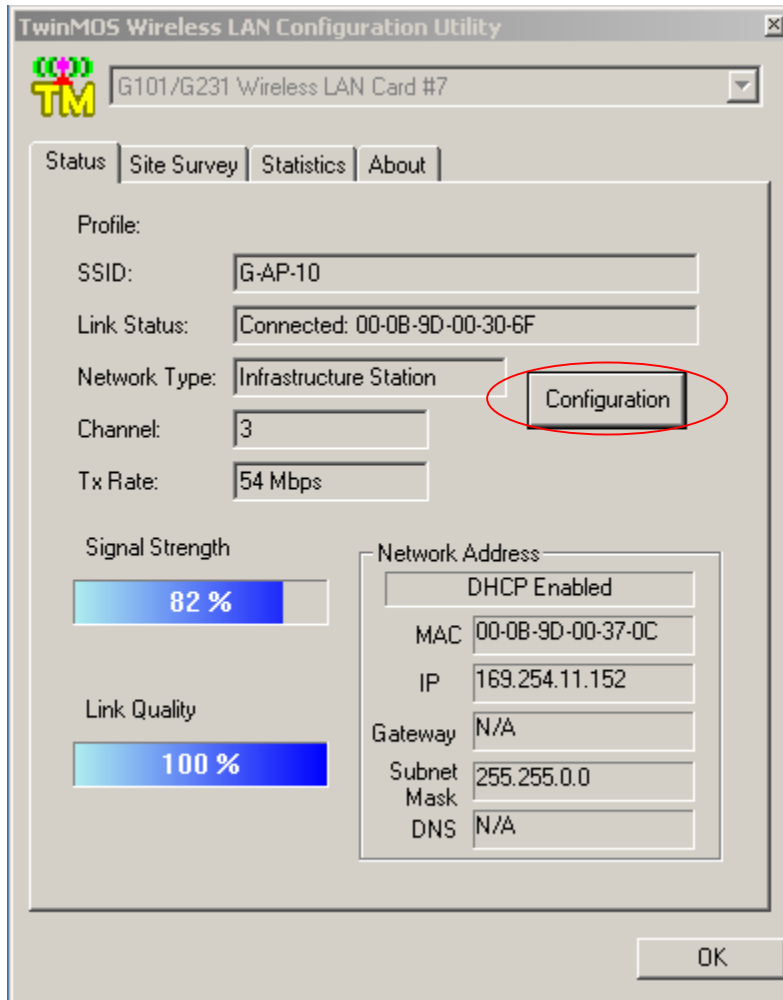 TwinMOS Wireless LAN Configuration Utility
TM
G101/G231 Wireless LAN Card #7
Status Site Survey Statistics About
Profile:
SSID: G-AP-10
Link Status: Connected: 00-0B-9D-00-30-6F
Network Type: Infrastructure Station
Configuration
Channel: 3
Tx Rate: 54 Mbps
Signal Strength
82 %
Link Quality
100 %
Network Address
DHCP Enabled
MAC 00-0B-9D-00-37-0C
IP 169.254.11.152
Gateway N/A
Subnet
Mask 255.255.0.0
DNS N/A
OK